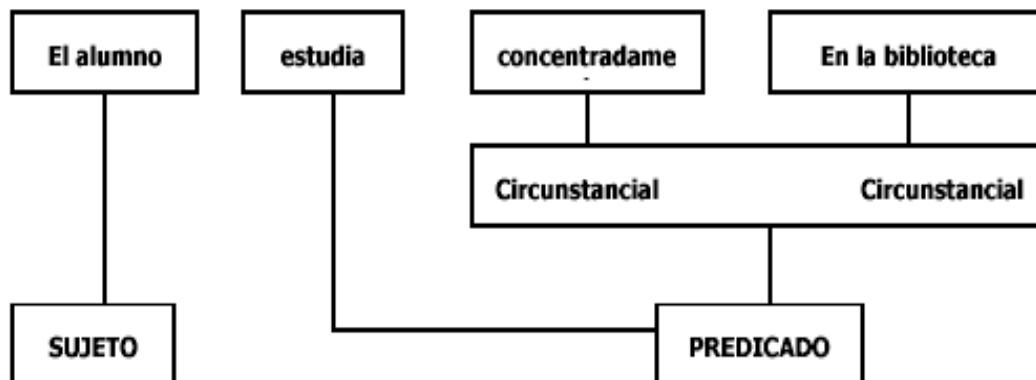 El alumno
estudia
concentradame
En la biblioteca
Circunstancial
Circunstancial
SUJETO
PREDICADO